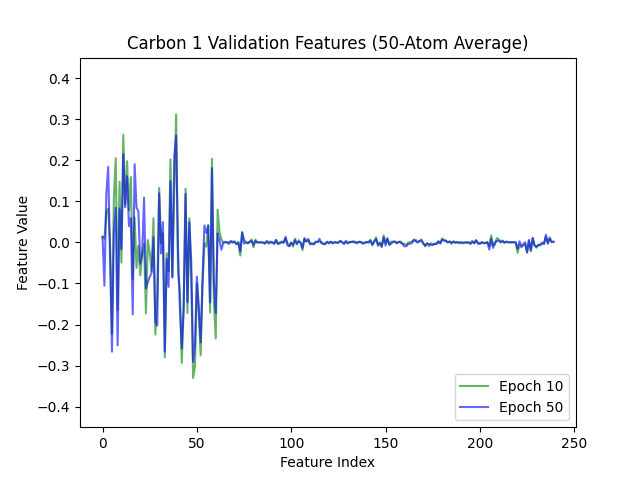 Carbon 1 Validation Features (50-Atom Average)
0.4
0.3
0.2
0.1
0.0
−0.1
−0.2
−0.3
−0.4
Feature Value
0 50 100 150 200 250
Feature Index
Epoch 10
Epoch 50